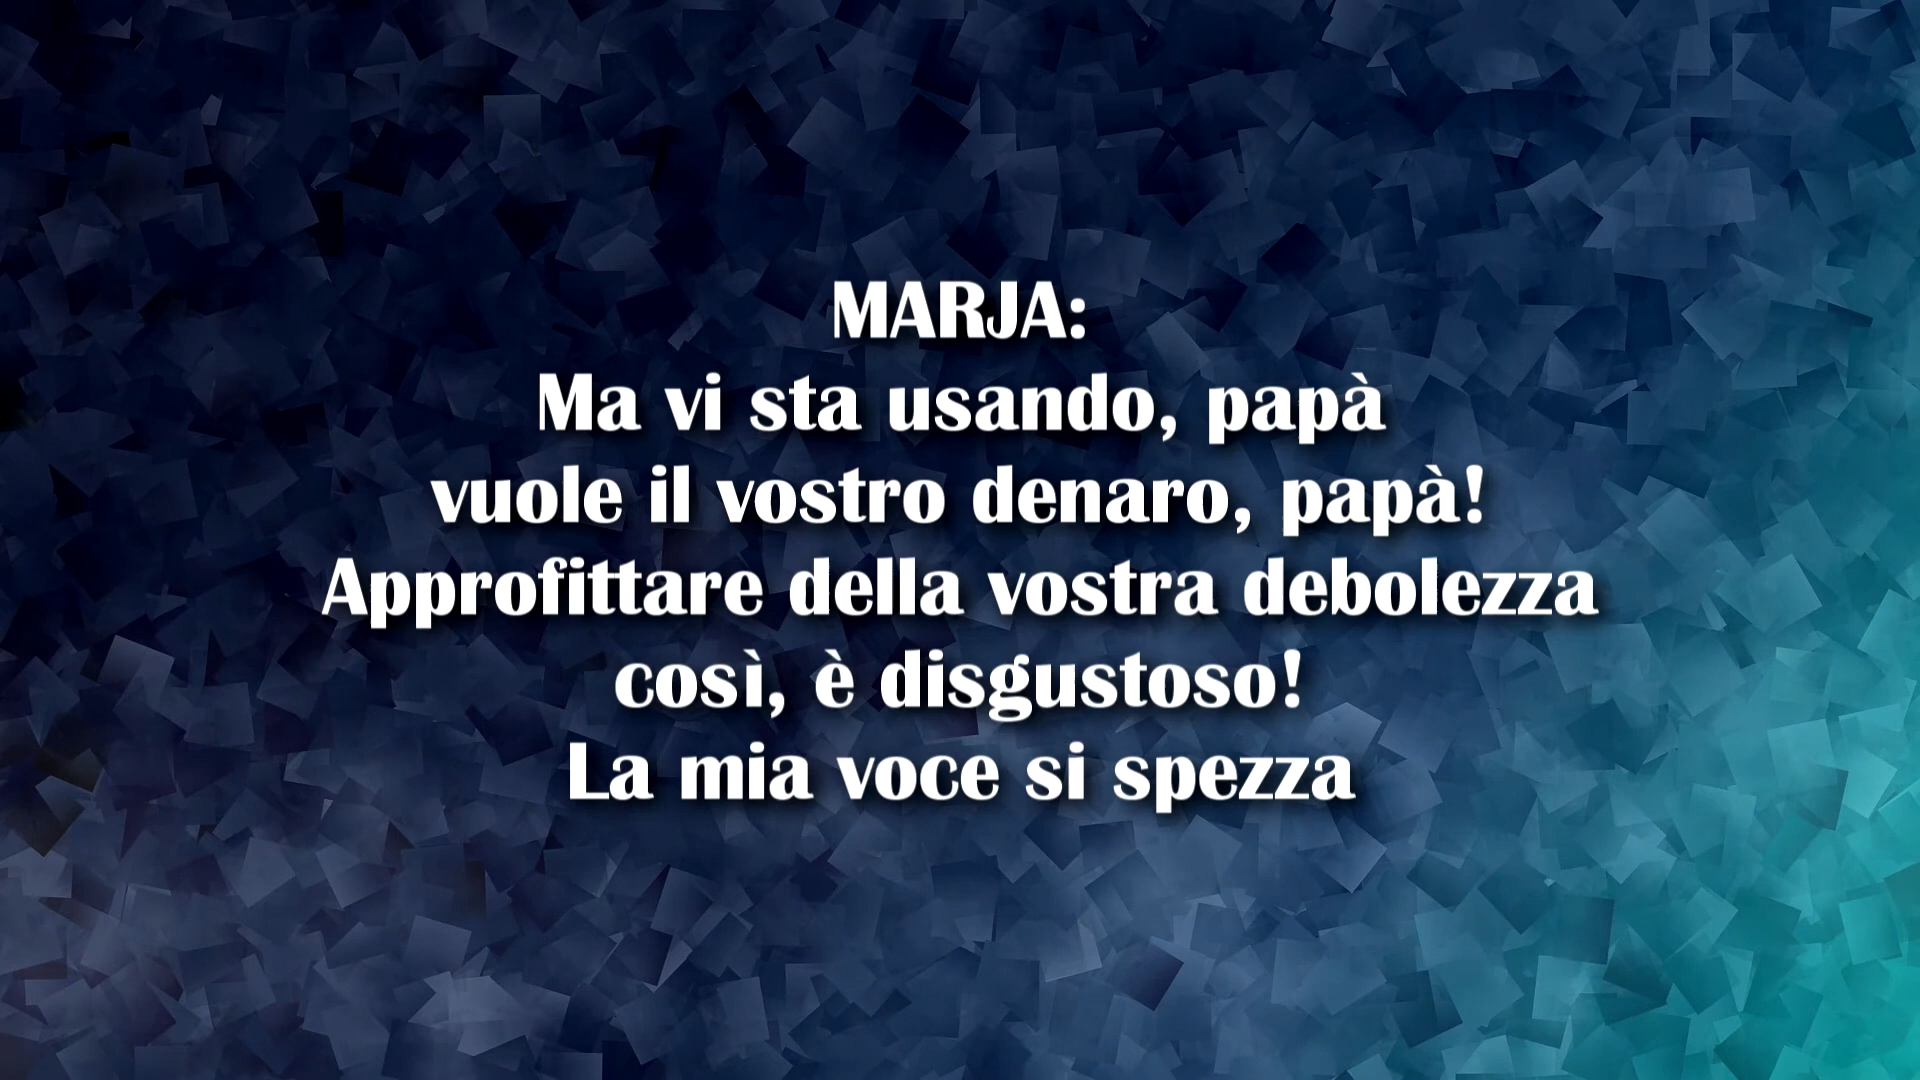 MARJA:
Ma vi sta usando, papà
vuole il vostro denaro, papà!
Approfittare della vostra debolezza
così, è disgustoso!
La mia voce si spezza